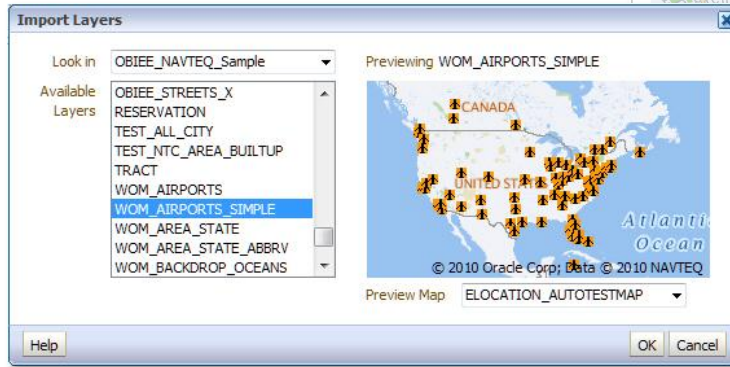 Import Layers
Look in OBIEE_NAVTEQ_Sample
Previewing WOM_AIRPORTS_SIMPLE
Available Layers
OBIEE_STREETS_X
RESERVATION
TEST_ALL_CITY
TEST_NTC_AREA_BUILTUP
TRACT
WOM_AIRPORTS
WOM_AIRPORTS_SIMPLE
WOM_AREA_STATE
WOM_AREA_STATE_ABBRV
WOM_BACKDROP_OCEANS
CANADA
UNITED STATES
Atlanti
Ocean
© 2010 Oracle Corp; Data © 2010 NAVTEQ
Preview Map ELOCATION_AUTOTESTMAP
Help
OK
Cancel